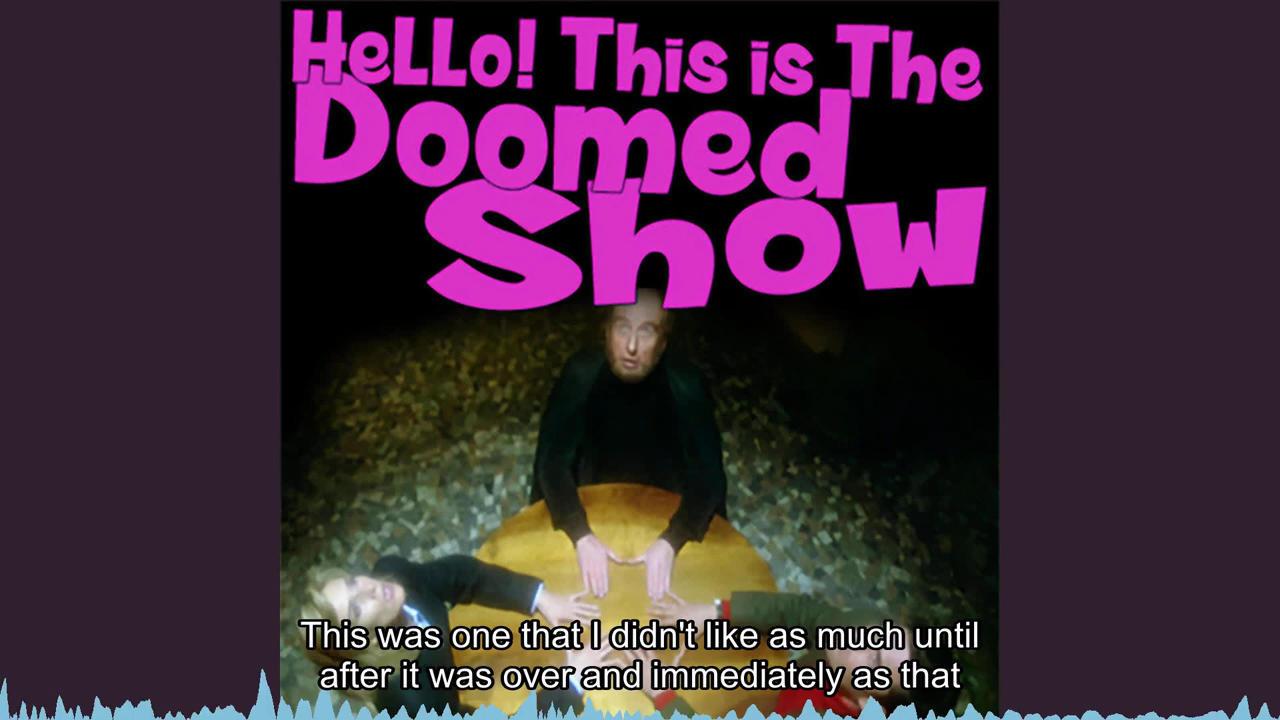 HeLLo! This is The
Doomed
Show
This was one that I didn't like as much until
after it was over and immediately as that